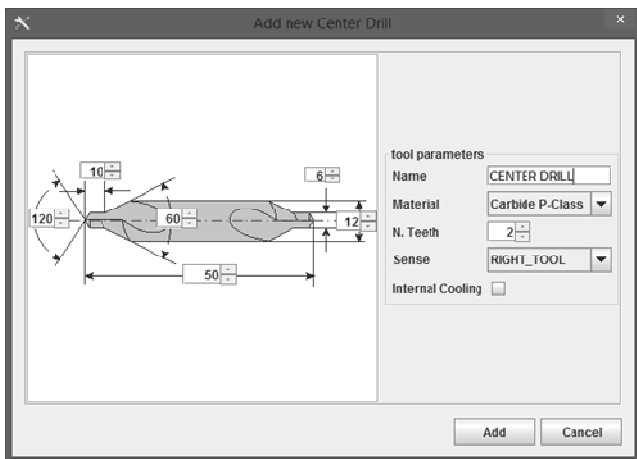 Add new Center Drill
10
6
120
60
12
50
tool parameters
Name CENTER DRILL
Material Carbide P-Class
N. Teeth 2
Sense RIGHT_TOOL
Internal Cooling
Add Cancel